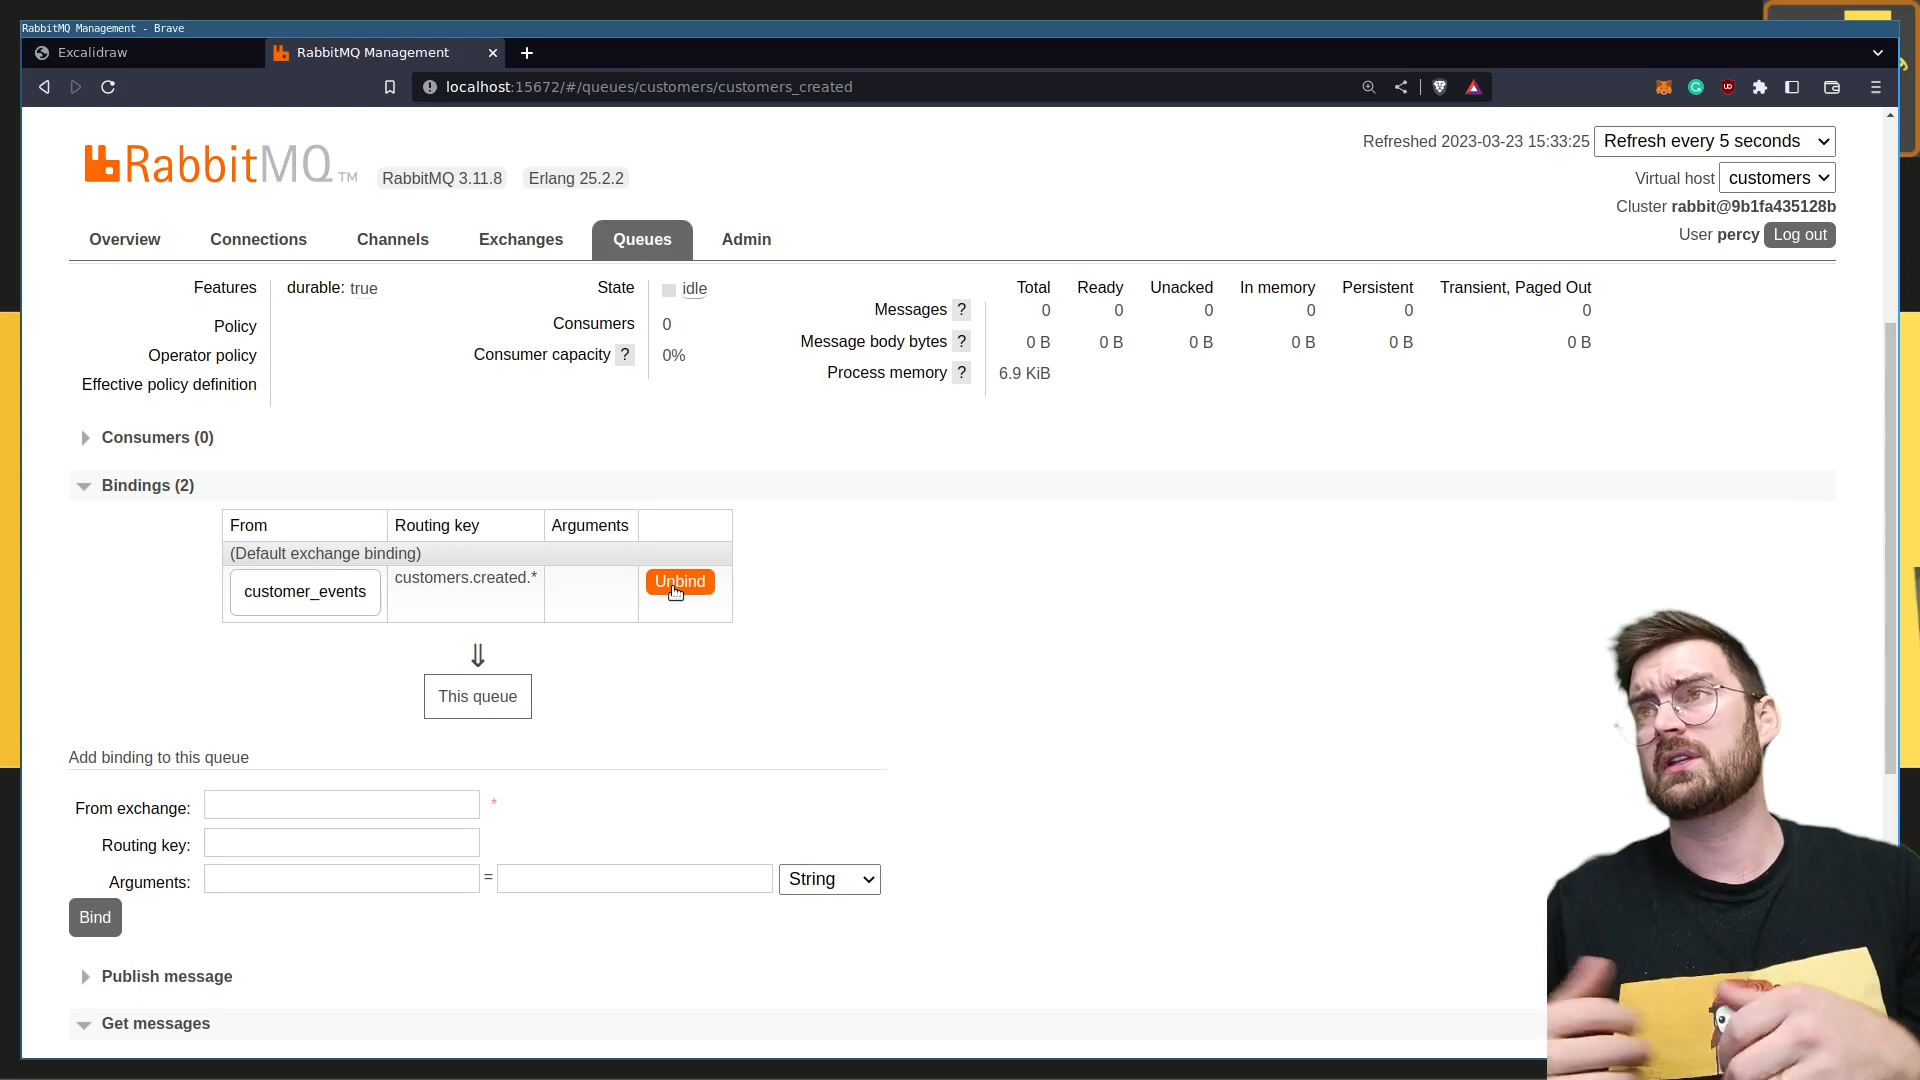 RabbitMQ Management - Brave
Excalidraw
RabbitMQ Management
localhost:15672/#/queues/customers/customers_created
RabbitMQ TM
RabbitMQ 3.11.8
Erlang 25.2.2
Refreshed 2023-03-23 15:33:25
Refresh every 5 seconds
Virtual host customers
Cluster rabbit@9b1fa435128b
User percy Log out
Overview
Connections
Channels
Exchanges
Queues
Admin
Features
durable: true
Policy
Operator policy
Effective policy definition
State
idle
Consumers
0
Consumer capacity ?
0%
Total Ready Unacked In memory Persistent Transient, Paged Out
Messages ? 0 0 0 0 0 0
Message body bytes ? 0 B 0 B 0 B 0 B 0 B 0 B
Process memory ? 6.9 KiB
Consumers (0)
Bindings (2)
From Routing key Arguments
(Default exchange binding)
customer_events customers.created.* Unbind
⇓
This queue
Add binding to this queue
From exchange: *
Routing key:
Arguments: = String
Bind
Publish message
Get messages